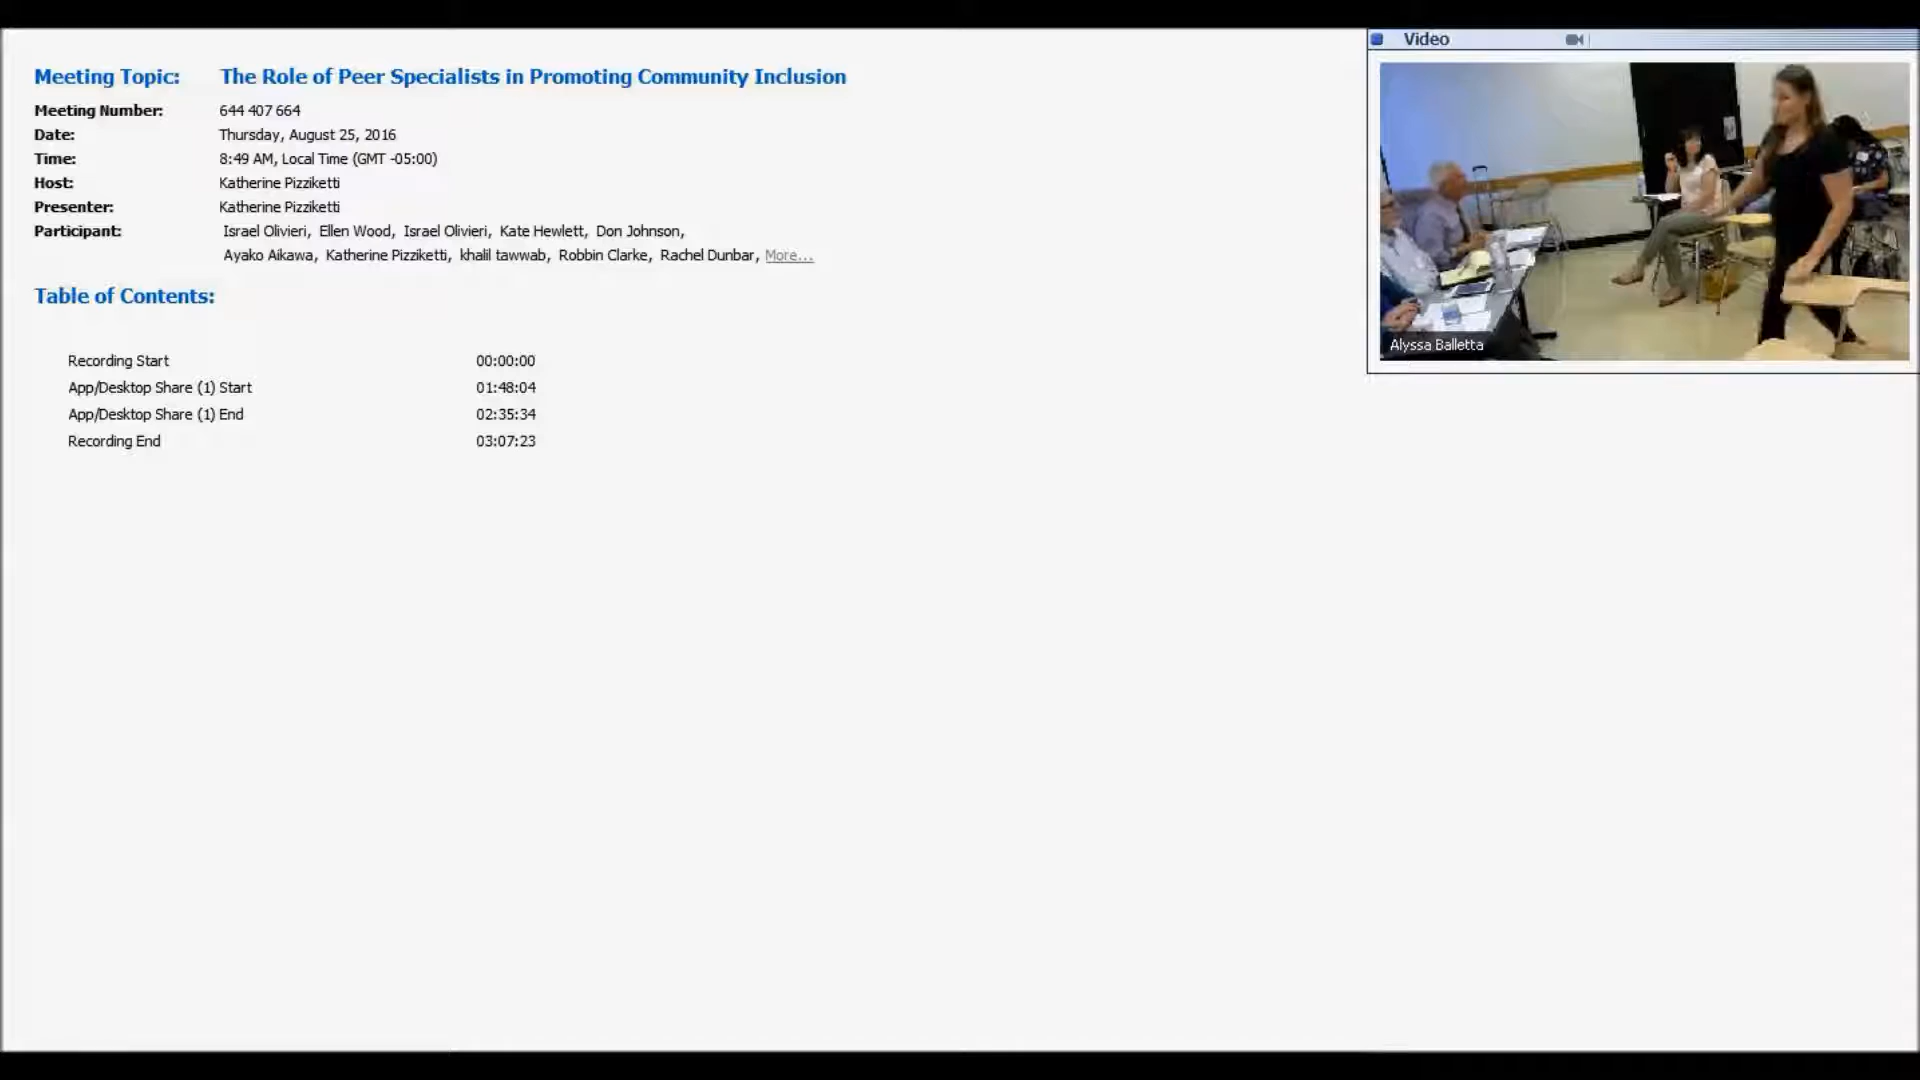 Meeting Topic: The Role of Peer Specialists in Promoting Community Inclusion
Meeting Number: 644 407 664
Date: Thursday, August 25, 2016
Time: 8:49 AM, Local Time (GMT -05:00)
Host: Katherine Pizziketti
Presenter: Katherine Pizziketti
Participant: Israel Olivieri, Ellen Wood, Israel Olivieri, Kate Hewlett, Don Johnson,
Ayako Aikawa, Katherine Pizziketti, khalil tawwab, Robbin Clarke, Rachel Dunbar, More...
Table of Contents:
Recording Start 00:00:00
App/Desktop Share (1) Start 01:48:04
App/Desktop Share (1) End 02:35:34
Recording End 03:07:23
Video
Alyssa Balletta